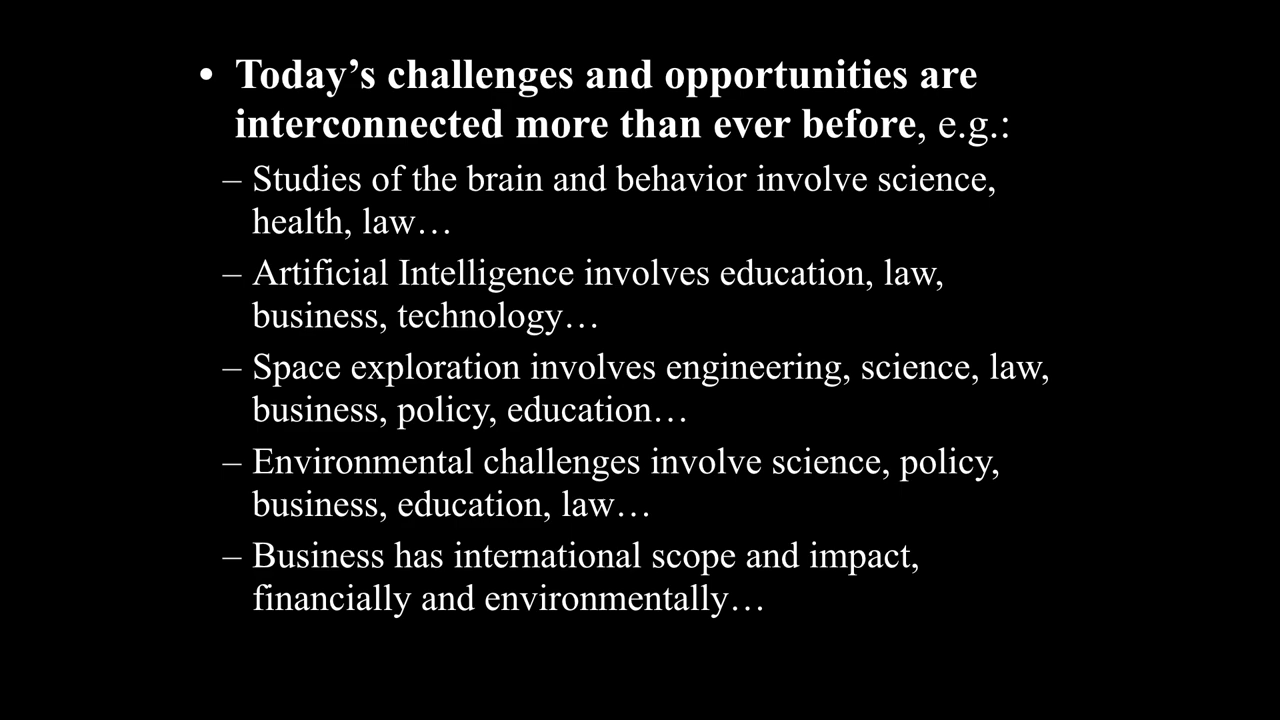 • Today’s challenges and opportunities are
interconnected more than ever before, e.g.:
– Studies of the brain and behavior involve science,
health, law…
– Artificial Intelligence involves education, law,
business, technology…
– Space exploration involves engineering, science, law,
business, policy, education…
– Environmental challenges involve science, policy,
business, education, law…
– Business has international scope and impact,
financially and environmentally…